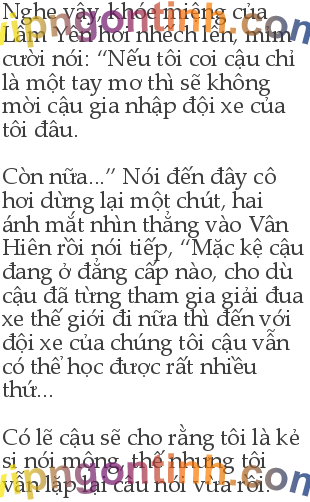 Nghe vậy, khóe miệng của
Lâm Yến hơi nhếch lên, mỉm
cười nói: “Nếu tôi coi cậu chỉ
là một tay mơ thì sẽ không
mời cậu gia nhập đội xe của
tôi đâu.
Còn nữa...” Nói đến đây cô
hơi dừng lại một chút, hai
ánh mắt nhìn thẳng vào Vân
Hiên rồi nói tiếp, “Mặc kệ cậu
đang ở đẳng cấp nào, cho dù
cậu đã từng tham gia giải đua
xe thế giới đi nữa thì đến với
đội xe của chúng tôi cậu vẫn
có thể học được rất nhiều
thứ...
Có lẽ cậu sẽ cho rằng tôi là kẻ
si nói mộng, thế nhưng tôi
vẫn lặp lại câu nói vừa rồi.
vipngontinh.com
vipngontinh.com